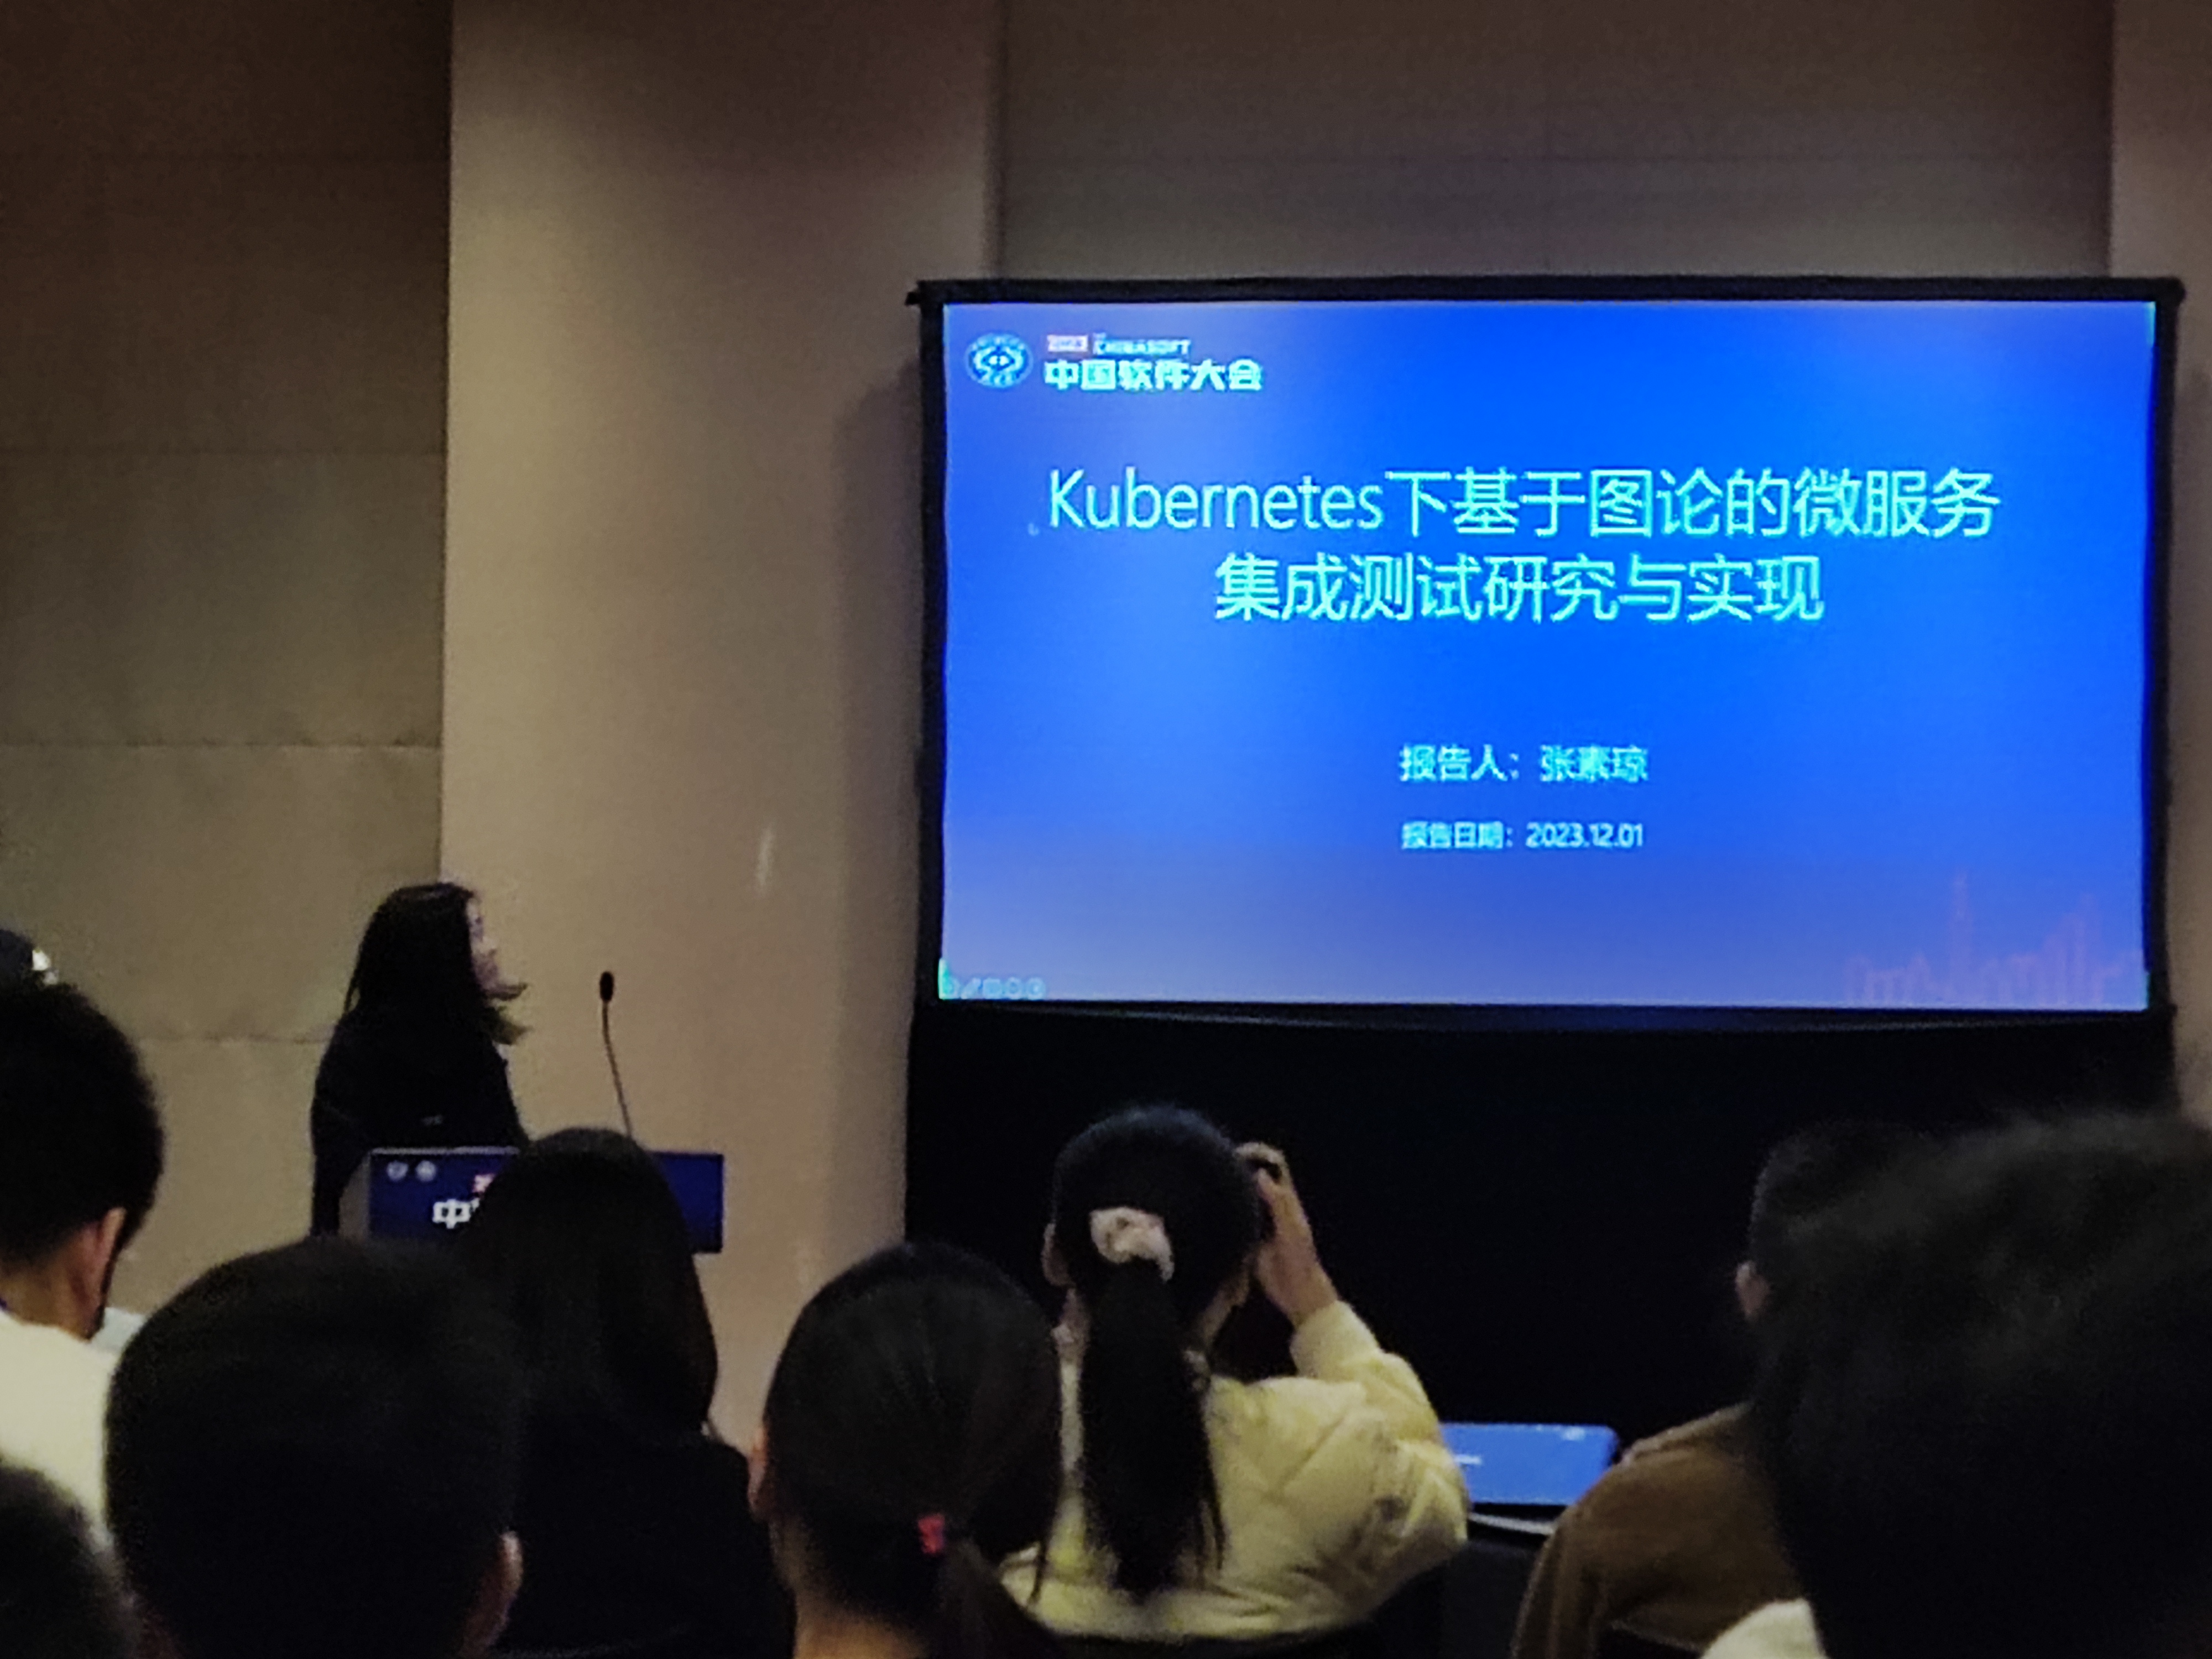 2023 CHINASOFT
中国软件大会
Kubernetes下基于图论的微服务
集成测试研究与实现
报告人：张素琼
报告日期：2023.12.01
中